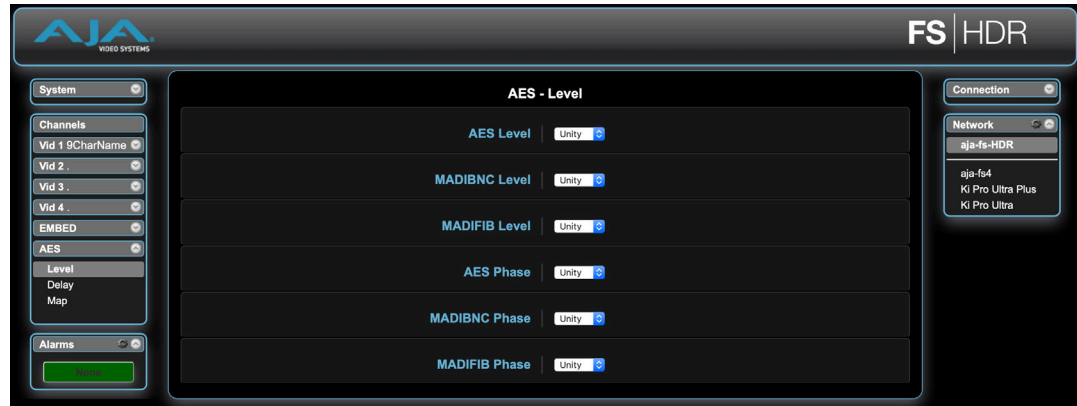 AJA
VIDEO SYSTEMS
FS HDR
System
Channels
Vid 1 9CharName
Vid 2 .
Vid 3 .
Vid 4 .
EMBED
AES
Level
Delay
Map
Alarms
None
AES - Level
AES Level Unity
MADIBNC Level Unity
MADIFIB Level Unity
AES Phase Unity
MADIBNC Phase Unity
MADIFIB Phase Unity
Connection
Network
aja-fs-HDR
aja-fs4
Ki Pro Ultra Plus
Ki Pro Ultra